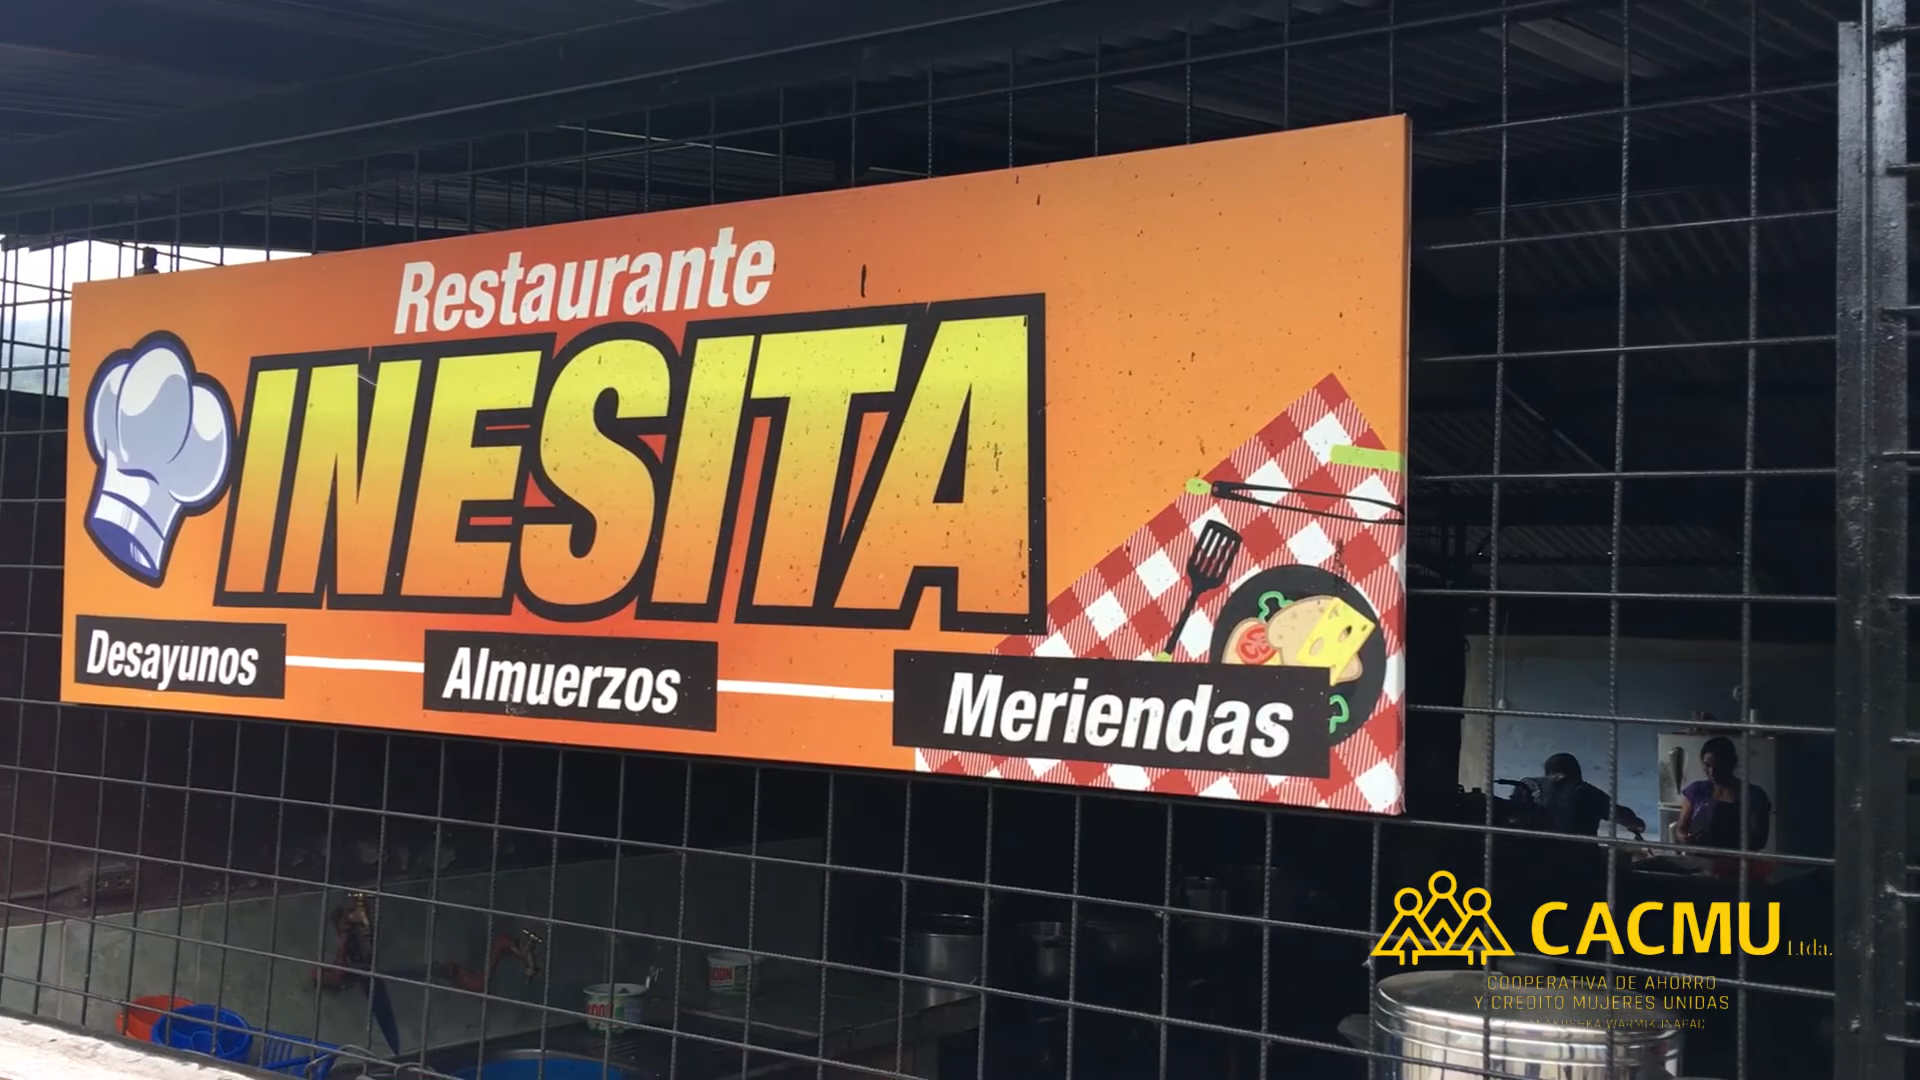 Restaurante
INESITA
Desayunos
Almuerzos
Meriendas
CACMU Ltda.
COOPERATIVA DE AHORRO
Y CREDITO MUJERES UNIDAS